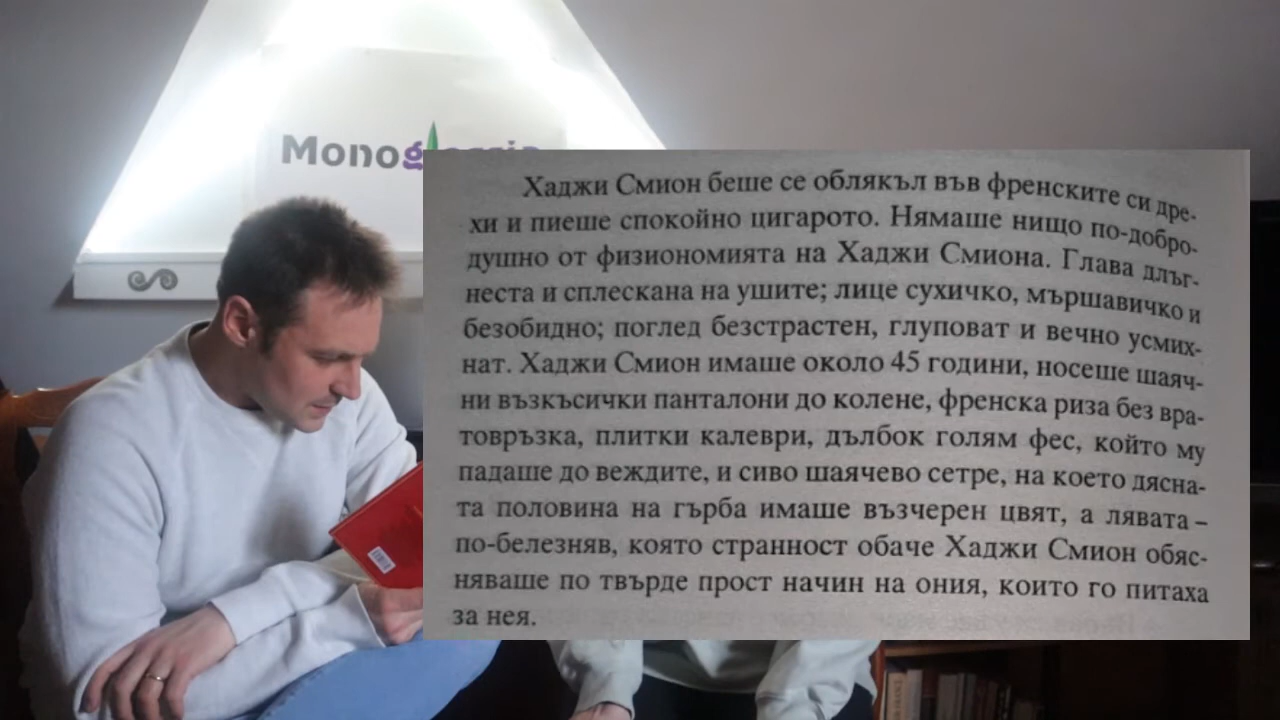 Хаджи Смион беше се облякъл във френските си дре-
хи и пиеше спокойно цигарото. Нямаше нищо по-добро-
душно от физиономията на Хаджи Смиона. Глава длъг-
неста и сплескана на ушите; лице сухичко, мършавичко и
безобидно; поглед безстрастен, глуповат и вечно усмих-
нат. Хаджи Смион имаше около 45 години, носеше шаяч-
ни възкъсички панталони до колене, френска риза без вра-
товръзка, плитки калеври, дълбок голям фес, който му
падаше до веждите, и сиво шаячево сетре, на което дясна-
та половина на гърба имаше възчерен цвят, а лявата –
по-белезняв, която странност обаче Хаджи Смион обяс-
няваше по твърде прост начин на ония, които го питаха
за нея.